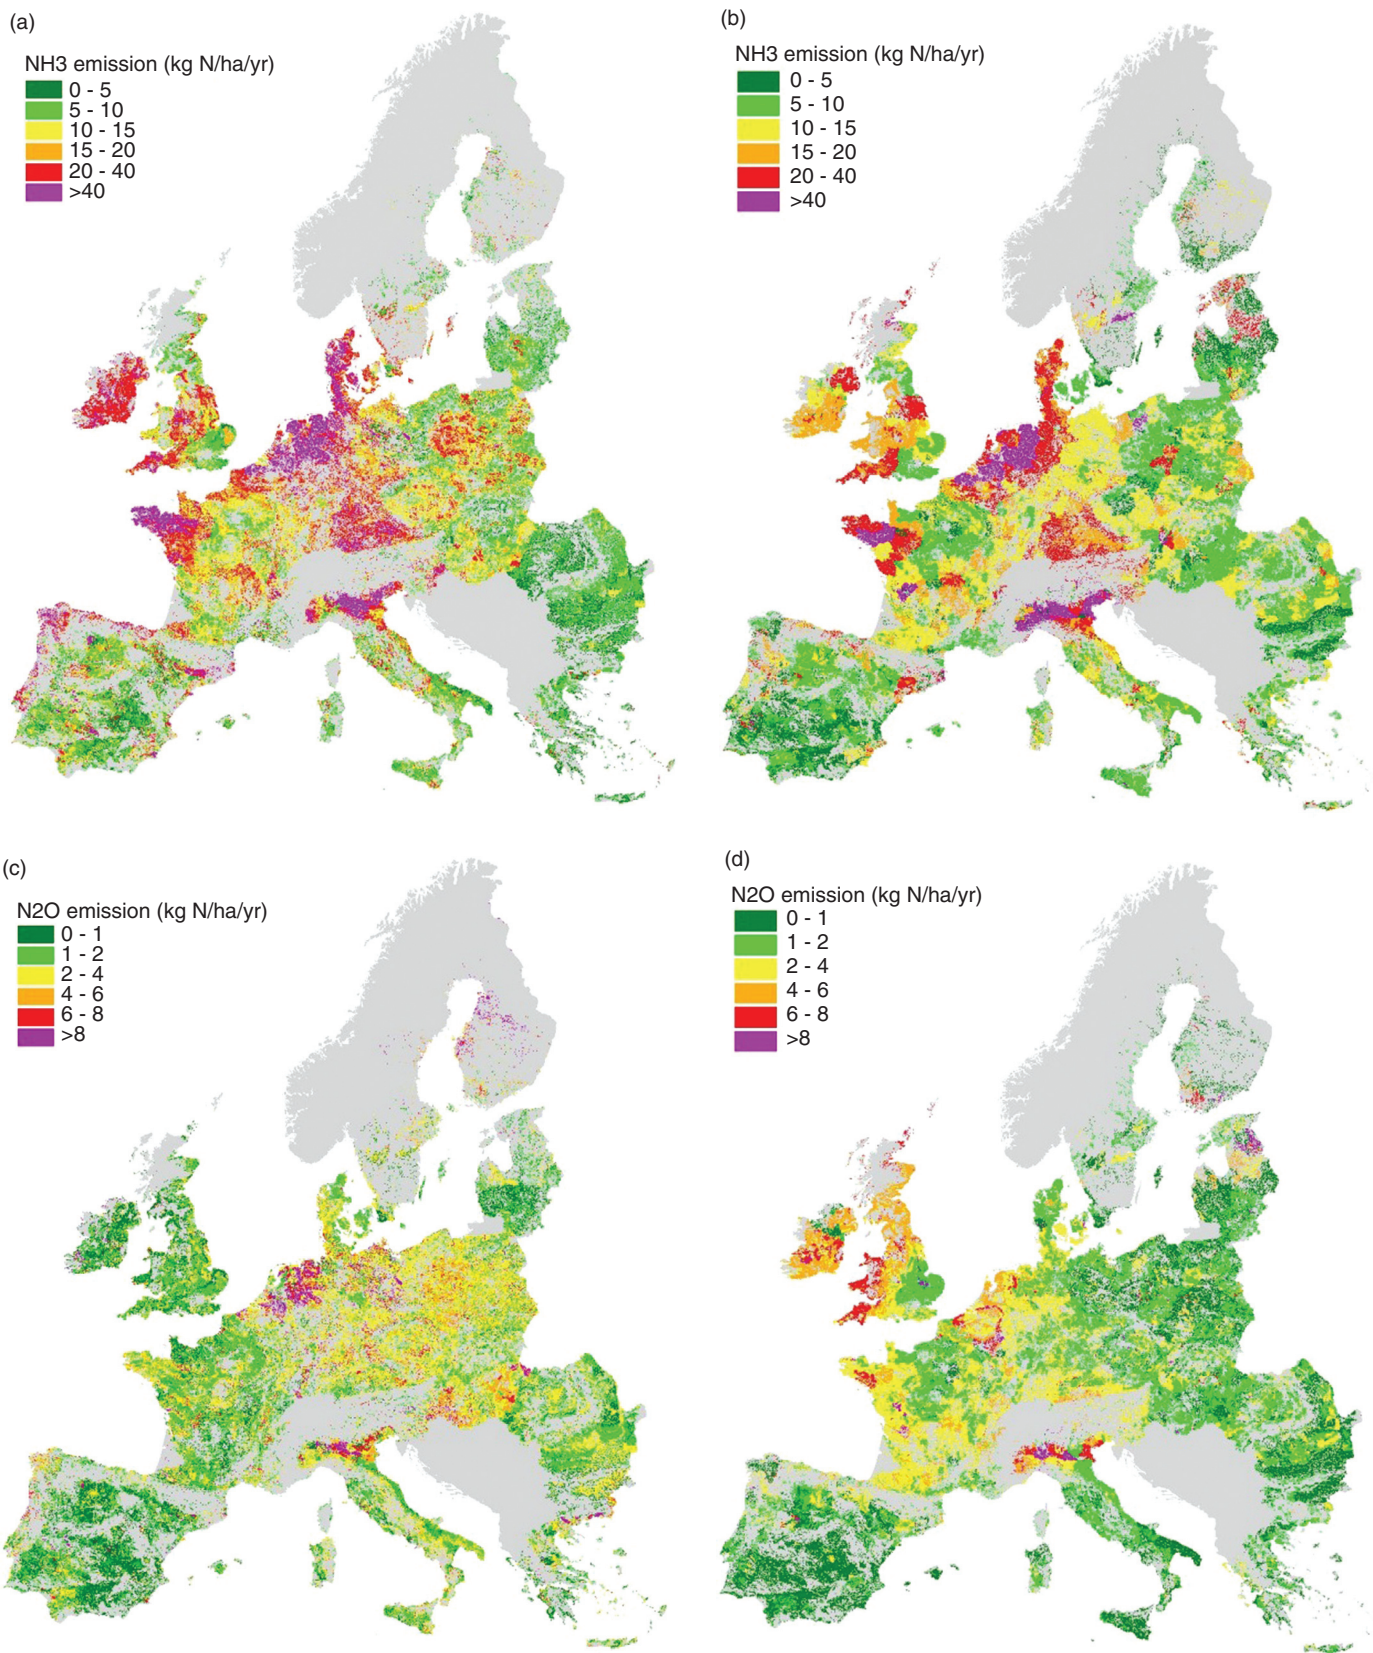 (a)
NH3 emission (kg N/ha/yr)
0 - 5
5 - 10
10 - 15
15 - 20
20 - 40
>40
(b)
NH3 emission (kg N/ha/yr)
0 - 5
5 - 10
10 - 15
15 - 20
20 - 40
>40
(c)
N2O emission (kg N/ha/yr)
0 - 1
1 - 2
2 - 4
4 - 6
6 - 8
>8
(d)
N2O emission (kg N/ha/yr)
0 - 1
1 - 2
2 - 4
4 - 6
6 - 8
>8